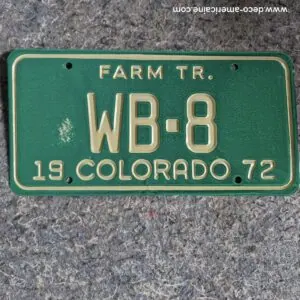 www.deco-americaine.com
FARM TR.
WB-8
19 COLORADO 72